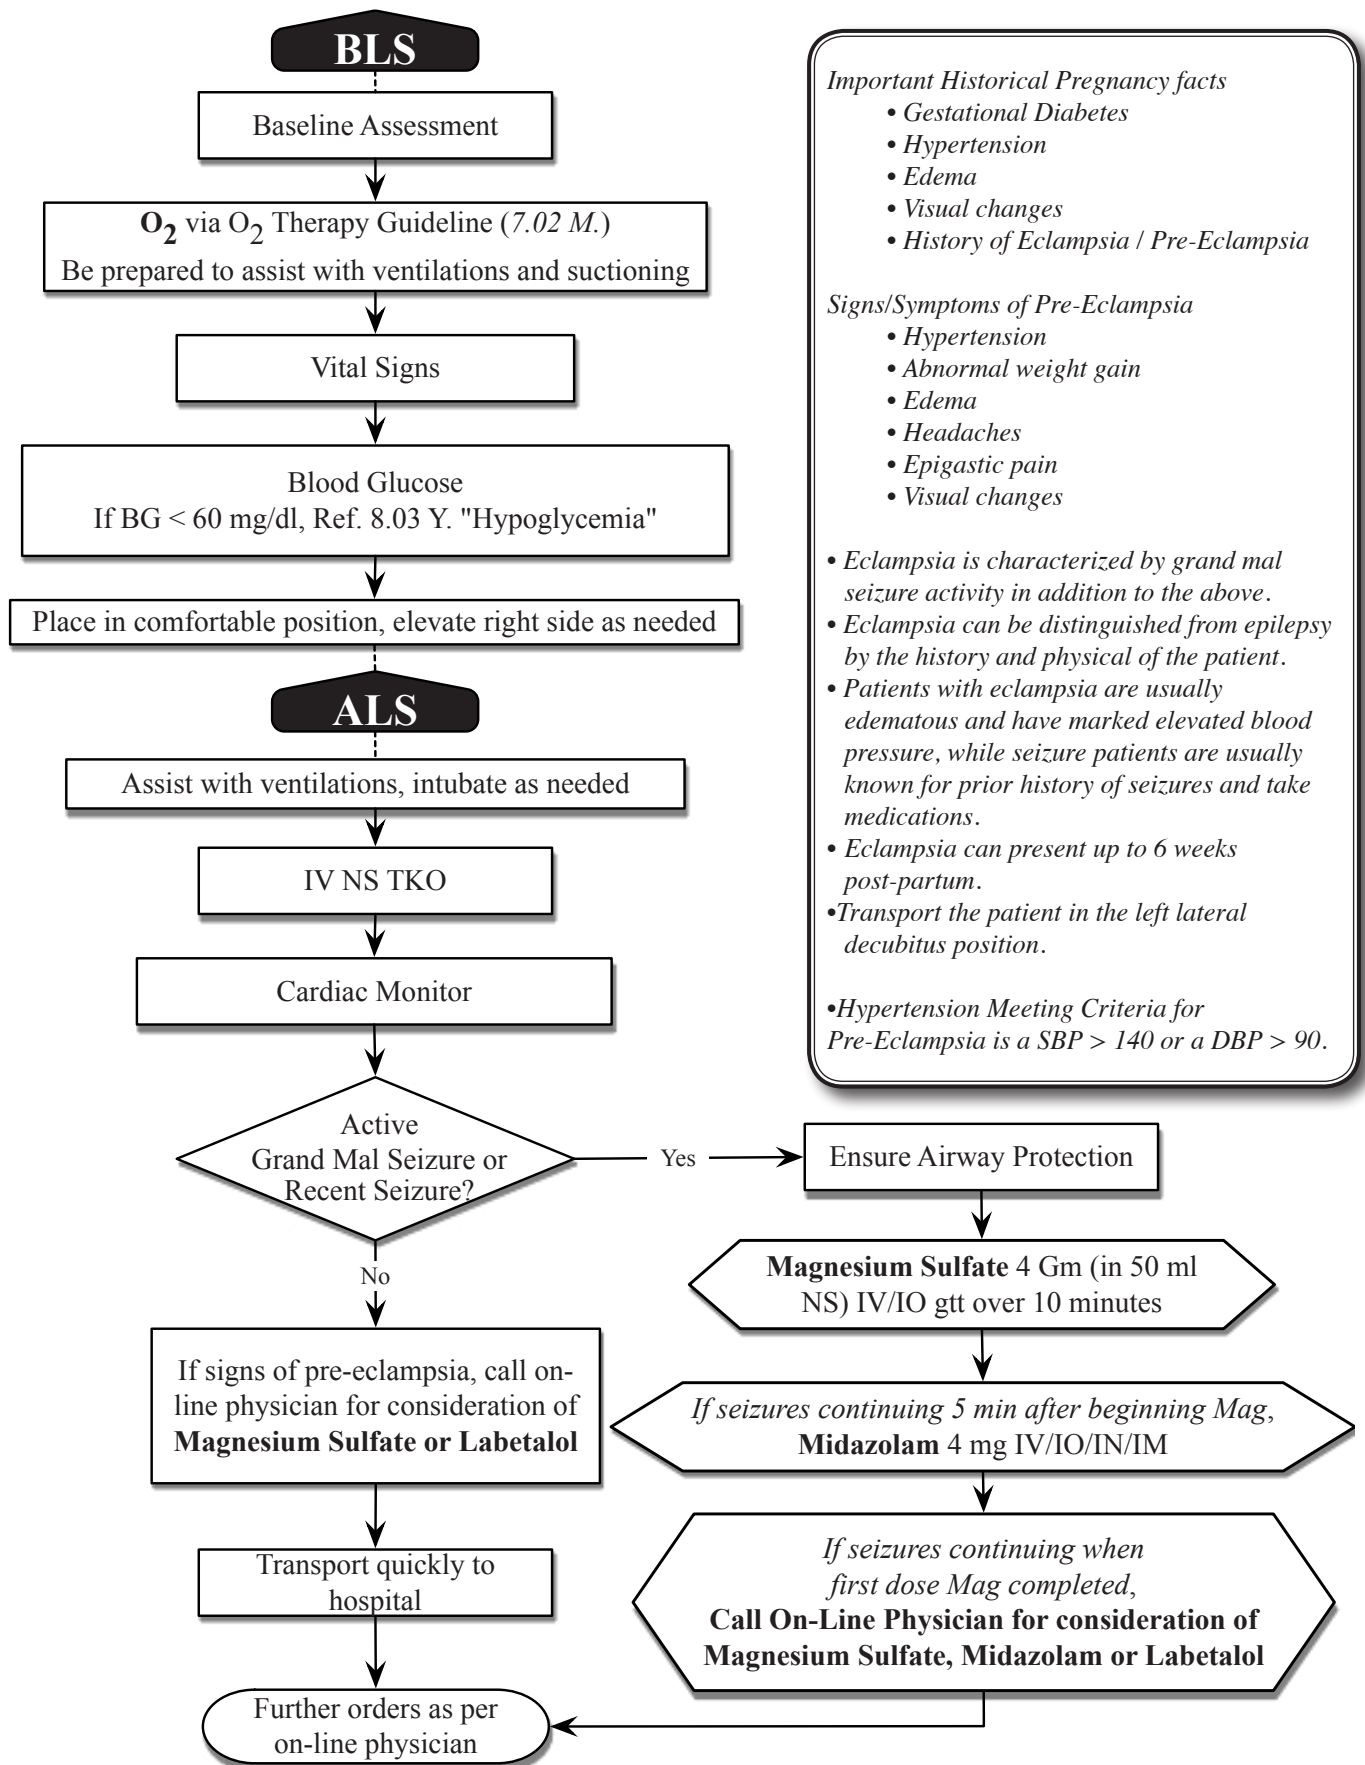 BLS
Baseline Assessment
O2 via O2 Therapy Guideline (7.02 M.)
Be prepared to assist with ventilations and suctioning
Vital Signs
Blood Glucose
If BG < 60 mg/dl, Ref. 8.03 Y. "Hypoglycemia"
Place in comfortable position, elevate right side as needed
ALS
Assist with ventilations, intubate as needed
IV NS TKO
Cardiac Monitor
Active
Grand Mal Seizure or
Recent Seizure?
No
If signs of pre-eclampsia, call on-
line physician for consideration of
Magnesium Sulfate or Labetalol
Transport quickly to
hospital
Further orders as per
on-line physician
Yes
Ensure Airway Protection
Magnesium Sulfate 4 Gm (in 50 ml
NS) IV/IO gtt over 10 minutes
If seizures continuing 5 min after beginning Mag,
Midazolam 4 mg IV/IO/IN/IM
If seizures continuing when
first dose Mag completed,
Call On-Line Physician for consideration of
Magnesium Sulfate, Midazolam or Labetalol
Important Historical Pregnancy facts
• Gestational Diabetes
• Hypertension
• Edema
• Visual changes
• History of Eclampsia / Pre-Eclampsia
Signs/Symptoms of Pre-Eclampsia
• Hypertension
• Abnormal weight gain
• Edema
• Headaches
• Epigastic pain
• Visual changes
• Eclampsia is characterized by grand mal
seizure activity in addition to the above.
• Eclampsia can be distinguished from epilepsy
by the history and physical of the patient.
• Patients with eclampsia are usually
edematous and have marked elevated blood
pressure, while seizure patients are usually
known for prior history of seizures and take
medications.
• Eclampsia can present up to 6 weeks
post-partum.
•Transport the patient in the left lateral
decubitus position.
•Hypertension Meeting Criteria for
Pre-Eclampsia is a SBP > 140 or a DBP > 90.